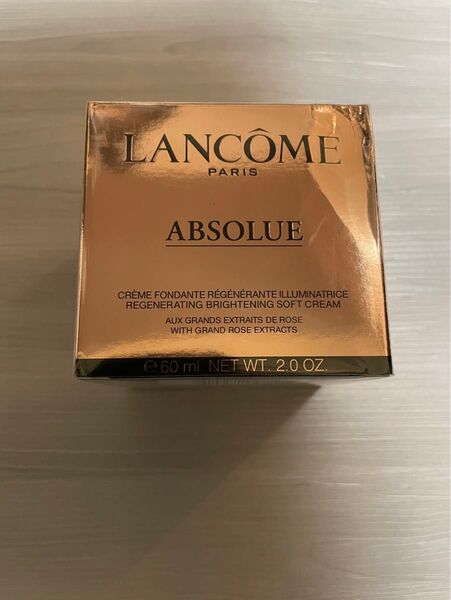 LANCÔME
PARIS
ABSOLUE
CRÈME FONDANTE RÉGÉNÉRANTE ILLUMINATRICE
REGENERATING BRIGHTENING SOFT CREAM
AUX GRANDS EXTRAITS DE ROSE
WITH GRAND ROSE EXTRACTS
e 60 ml NET WT. 2.0 OZ.